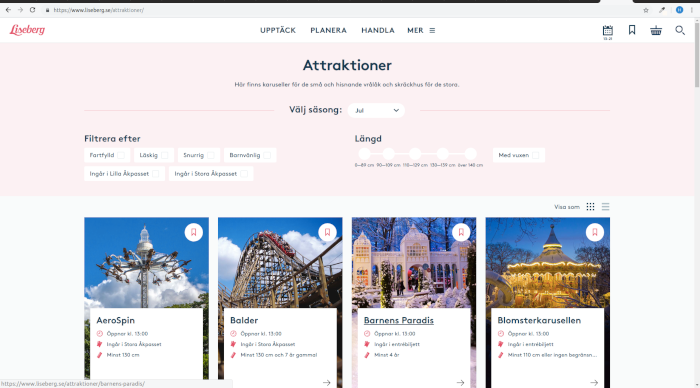 https://www.liseberg.se/attraktioner/
Liseberg
UPPTÄCK PLANERA HANDLA MER
Attraktioner
Här finns karuseller för de små och hisnande vrålåk och skräckhus för de stora.
Välj säsong: Jul
Filtrera efter
Fartfylld Läskig Snurrig Barnvänlig
Ingår i Lilla Åkpasset Ingår i Stora Åkpasset
Längd
0–89 cm 90–109 cm 110–129 cm 130–139 cm över 140 cm
Med vuxen
Visa som
AeroSpin
Öppnar kl. 13:00
Ingår i Stora Åkpasset
Minst 130 cm
Balder
Öppnar kl. 13:00
Ingår i Stora Åkpasset
Minst 130 cm och 7 år gammal
Barnens Paradis
Öppnar kl. 13:00
Ingår i entrébiljett
Minst 4 år
Blomsterkarusellen
Öppnar kl. 13:00
Ingår i entrébiljett
Minst 110 cm eller ingen begränsn...
https://www.liseberg.se/attraktioner/barnens-paradis/